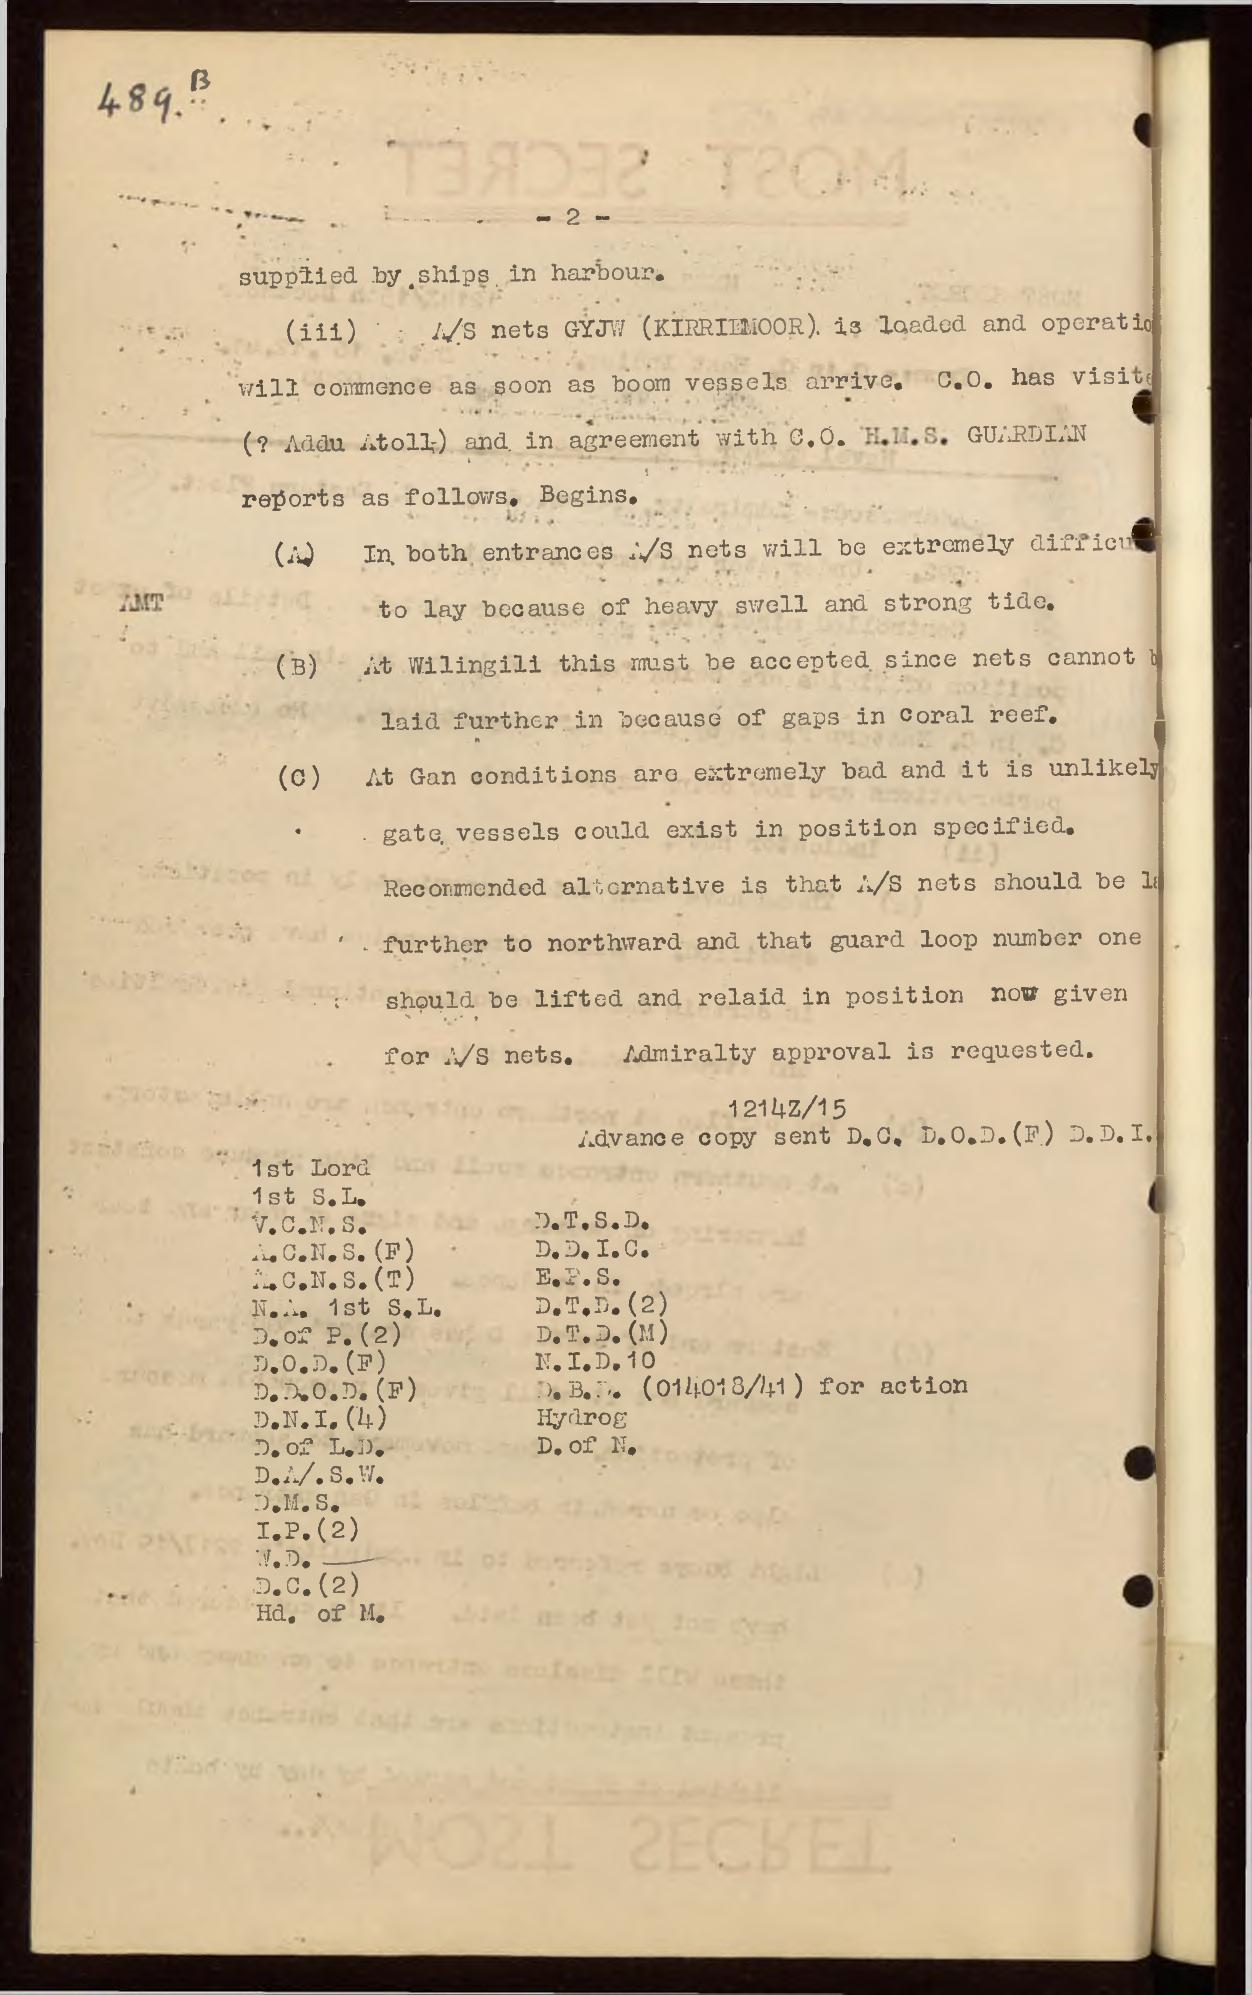 489.B
- 2 -
supplied by ships in harbour.
(iii) A/S nets GYJW (KIRRIEMOOR) is loaded and operatio
will commence as soon as boom vessels arrive. C.O. has visite
(? Addu Atoll) and in agreement with C.O. H.M.S. GUARDIAN
reports as follows. Begins.
(A) In both entrances A/S nets will be extremely difficu
AMT to lay because of heavy swell and strong tide.
(B) At Wilingili this must be accepted since nets cannot b
laid further in because of gaps in coral reef.
(C) At Gan conditions are extremely bad and it is unlikely
gate vessels could exist in position specified.
Recommended alternative is that A/S nets should be la
further to northward and that guard loop number one
should be lifted and relaid in position now given
for A/S nets. Admiralty approval is requested.
1214Z/15
Advance copy sent D.C. D.O.D.(F) D.D.I.
1st Lord
1st S.L.
V.C.N.S. D.T.S.D.
A.C.N.S.(F) D.D.I.C.
A.C.N.S.(T) E.P.S.
N.A. 1st S.L. D.T.D.(2)
D.of P.(2) D.T.D.(M)
D.O.D.(F) N.I.D.10
D.D.O.D.(F) D.B.D. (014018/41) for action
D.N.I.(4) Hydrog
D.of L.D. D.of N.
D.A/.S.W.
D.M.S.
I.P.(2)
W.D.
D.C.(2)
Hd. of M.
MOST SECRET